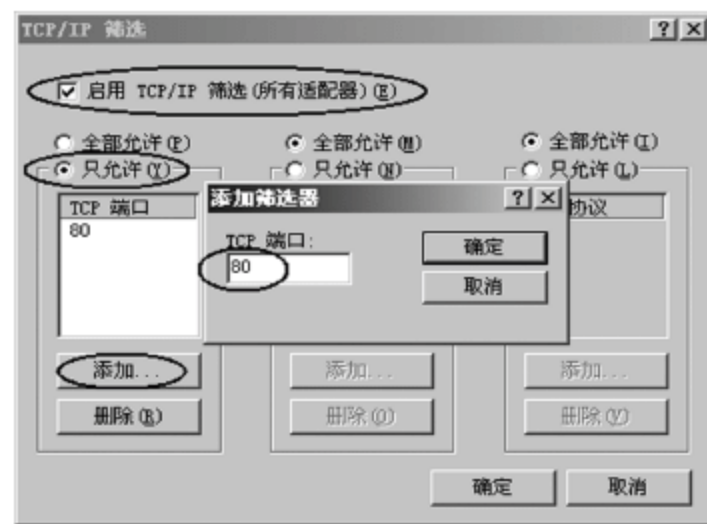 TCP/IP 筛选
启用 TCP/IP 筛选(所有适配器)(E)
全部允许(P)
只允许(Y)
TCP 端口
80
添加...
删除(R)
全部允许(M)
只允许(N)
添加...
删除(O)
全部允许(I)
只允许(L)
协议
添加...
删除(V)
添加筛选器
TCP 端口:
80
确定
取消
确定
取消